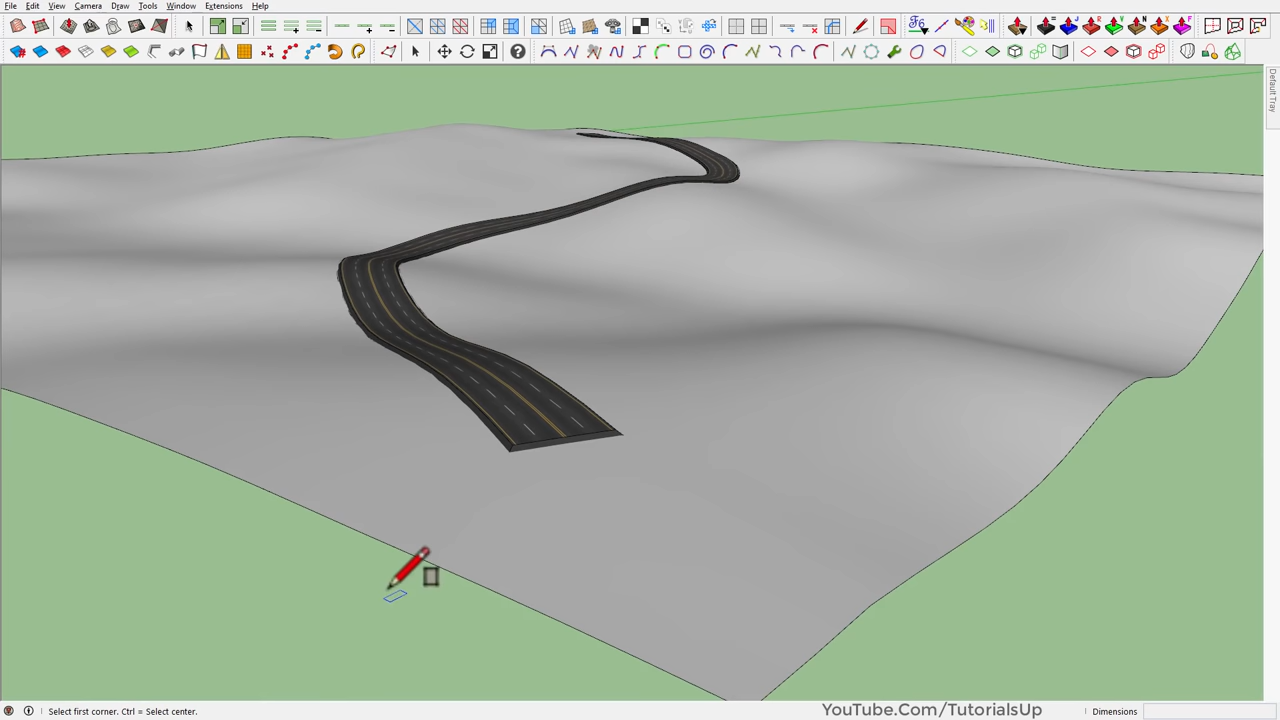 File Edit View Camera Draw Tools Window Extensions Help
Default Tray
Select first corner. Ctrl = Select center.
YouTube.Com/TutorialsUp
Dimensions